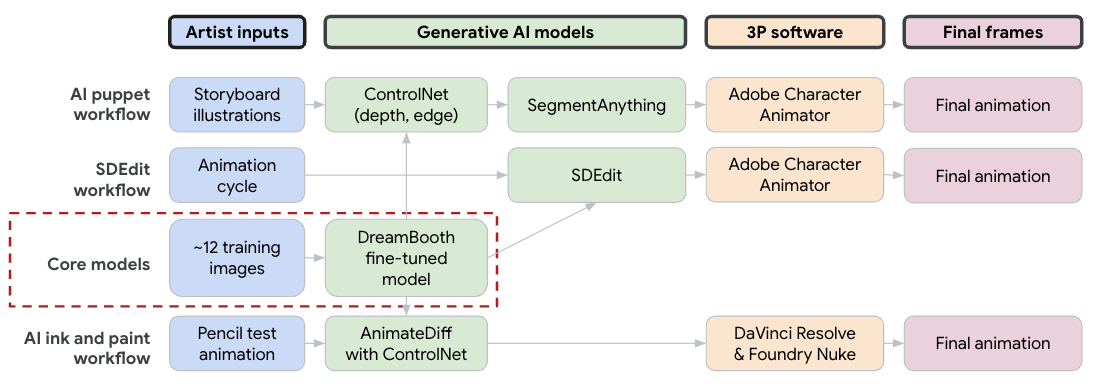 Artist inputs
Generative AI models
3P software
Final frames
AI puppet
workflow
Storyboard
illustrations
ControlNet
(depth, edge)
SegmentAnything
Adobe Character
Animator
Final animation
SDEdit
workflow
Animation
cycle
SDEdit
Adobe Character
Animator
Final animation
Core models
~12 training
images
DreamBooth
fine-tuned
model
AI ink and paint
workflow
Pencil test
animation
AnimateDiff
with ControlNet
DaVinci Resolve
& Foundry Nuke
Final animation